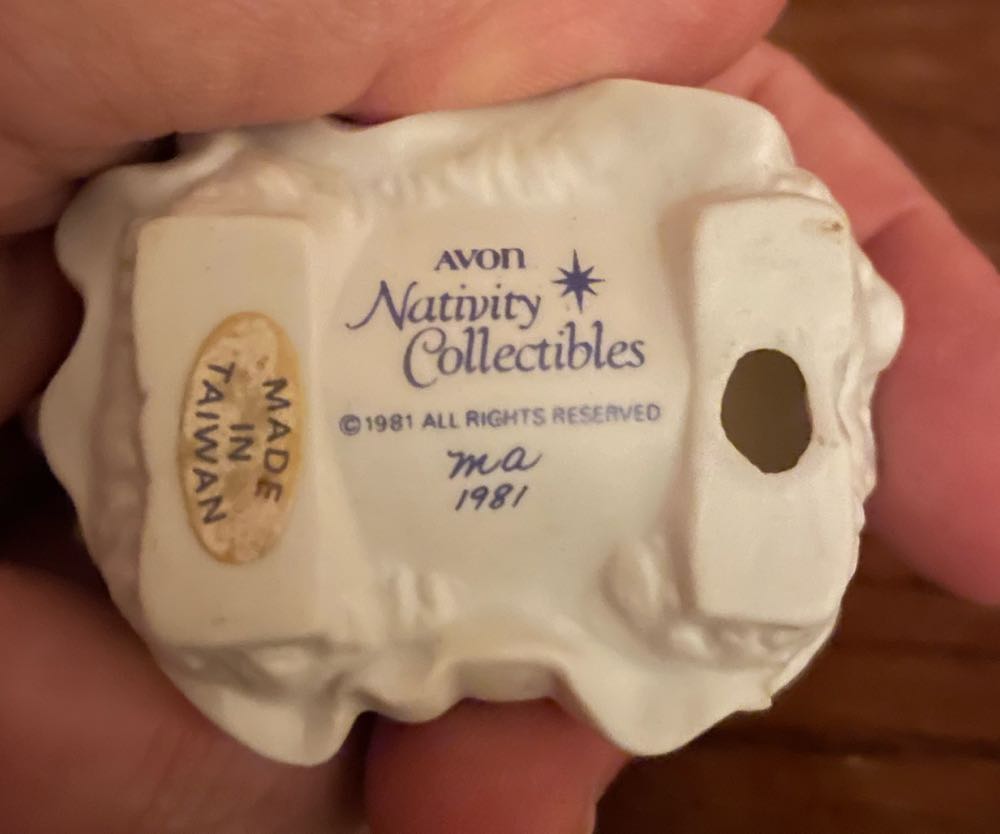 AVON
Nativity
Collectibles
©1981 ALL RIGHTS RESERVED
ma
1981
MADE
IN
TAIWAN